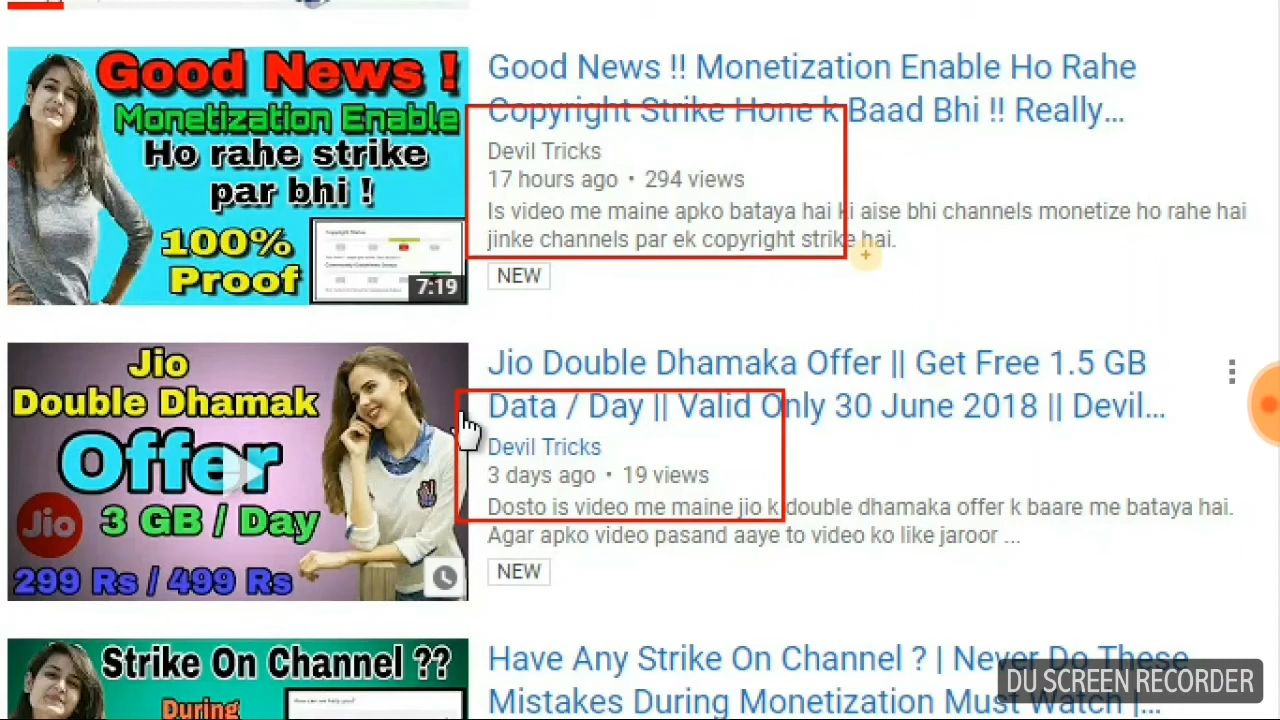 Good News !
Monetization Enable
Ho rahe strike
par bhi !
100%
Proof
Copyright Status
7:19
Good News !! Monetization Enable Ho Rahe
Copyright Strike Hone k Baad Bhi !! Really...
Devil Tricks
17 hours ago • 294 views
Is video me maine apko bataya hai ki aise bhi channels monetize ho rahe hai
jinke channels par ek copyright strike hai.
NEW
Jio
Double Dhamak
Offer
Jio 3 GB / Day
299 Rs / 499 Rs
Jio Double Dhamaka Offer || Get Free 1.5 GB
Data / Day || Valid Only 30 June 2018 || Devil...
Devil Tricks
3 days ago • 19 views
Dosto is video me maine jio k double dhamaka offer k baare me bataya hai.
Agar apko video pasand aaye to video ko like jaroor ...
NEW
Strike On Channel ??
During
How can we help you?
Have Any Strike On Channel ? | Never Do These
Mistakes During Monetization Must Watch |...
DU SCREEN RECORDER